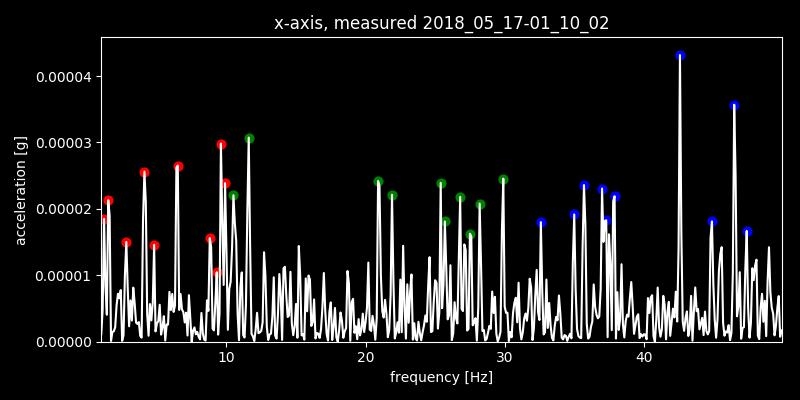 x-axis, measured 2018_05_17-01_10_02
acceleration [g]
0.00004
0.00003
0.00002
0.00001
0.00000
10 20 30 40
frequency [Hz]